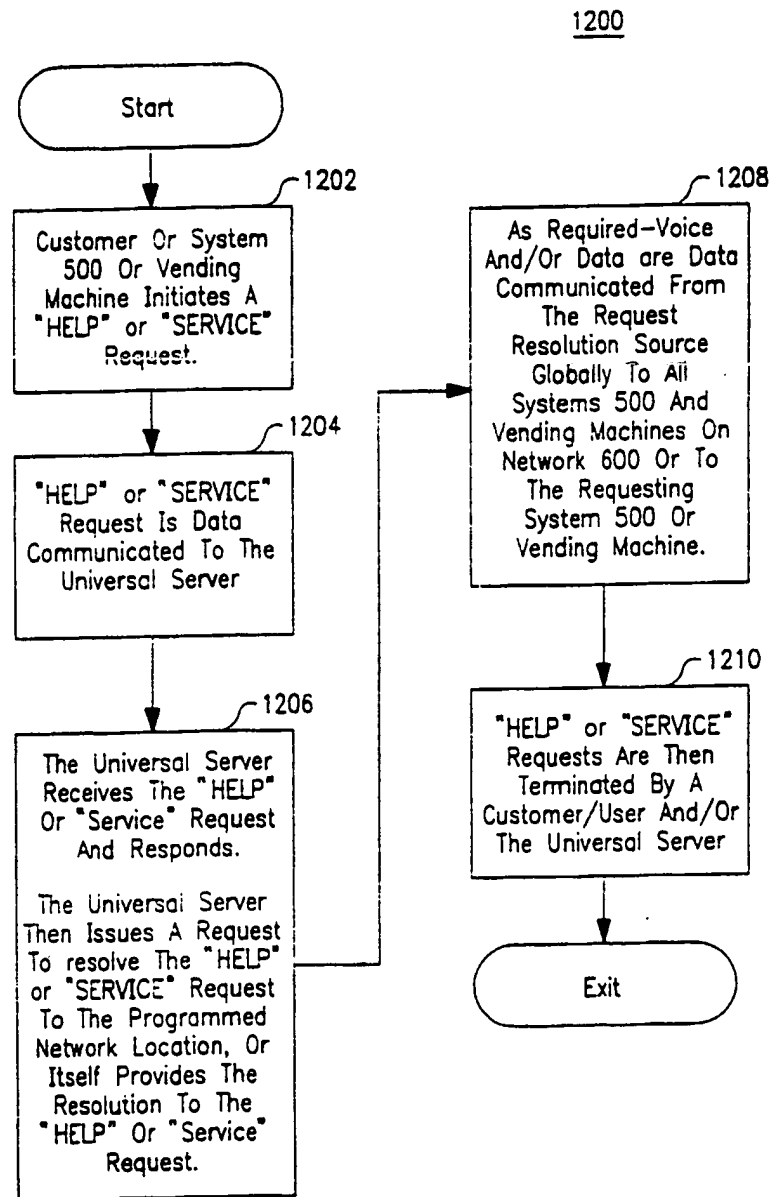 1200
Start
1202
Customer Or System
500 Or Vending
Machine Initiates A
"HELP" or "SERVICE"
Request.
1204
"HELP" or "SERVICE"
Request Is Data
Communicated To The
Universal Server
1206
The Universal Server
Receives The "HELP"
Or "Service" Request
And Responds.
The Universal Server
Then Issues A Request
To resolve The "HELP"
or "SERVICE" Request
To The Programmed
Network Location, Or
Itself Provides The
Resolution To The
"HELP" Or "Service"
Request.
1208
As Required-Voice
And/Or Data are Data
Communicated From
The Request
Resolution Source
Globally To All
Systems 500 And
Vending Machines On
Network 600 Or To
The Requesting
System 500 Or
Vending Machine.
1210
"HELP" or "SERVICE"
Requests Are Then
Terminated By A
Customer/User And/Or
The Universal Server
Exit